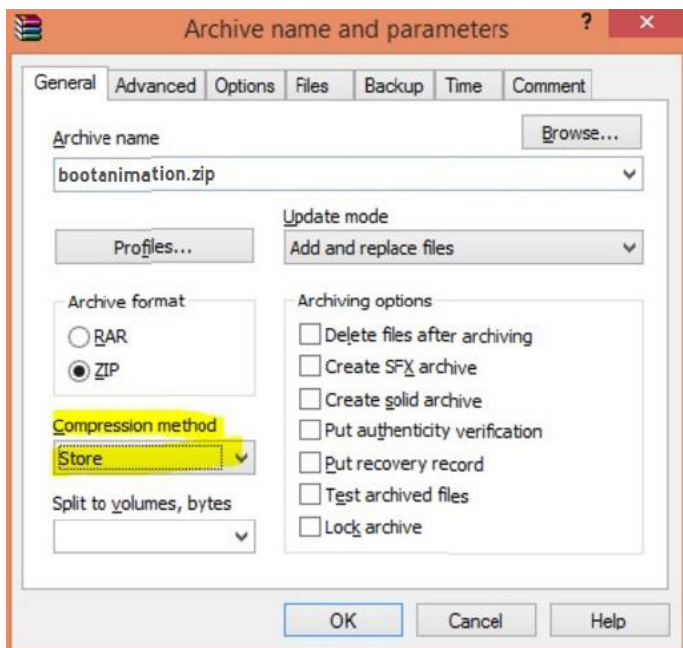 Archive name and parameters ? ×
General Advanced Options Files Backup Time Comment
Archive name
Browse...
bootanimation.zip
Update mode
Profiles...
Add and replace files
Archive format
RAR
ZIP
Compression method
Store
Split to volumes, bytes
Archiving options
Delete files after archiving
Create SFX archive
Create solid archive
Put authenticity verification
Put recovery record
Test archived files
Lock archive
OK Cancel Help